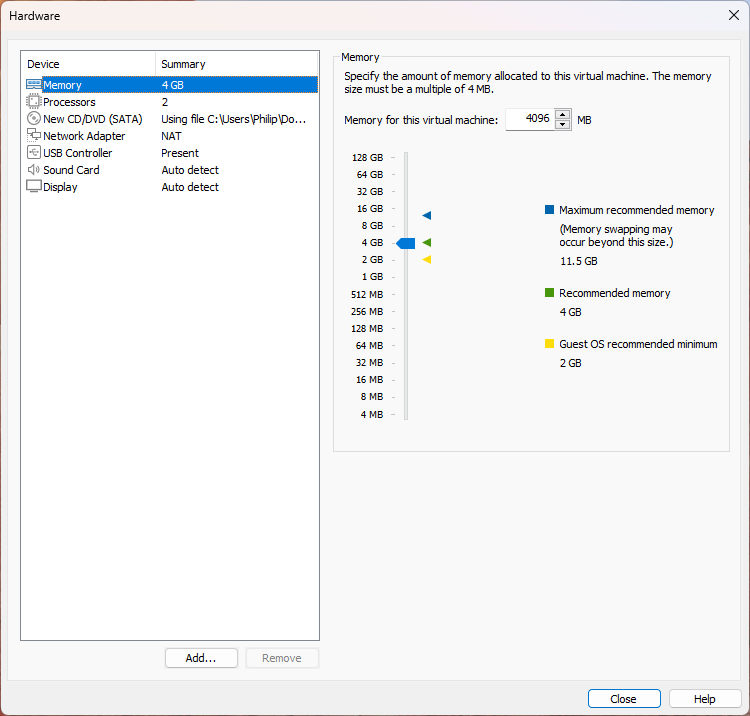 Hardware
Device Summary
Memory 4 GB
Processors 2
New CD/DVD (SATA) Using file C:\Users\Philip\Do...
Network Adapter NAT
USB Controller Present
Sound Card Auto detect
Display Auto detect
Add... Remove
Memory
Specify the amount of memory allocated to this virtual machine. The memory
size must be a multiple of 4 MB.
Memory for this virtual machine: 4096 MB
128 GB
64 GB
32 GB
16 GB
8 GB
4 GB
2 GB
1 GB
512 MB
256 MB
128 MB
64 MB
32 MB
16 MB
8 MB
4 MB
Maximum recommended memory
(Memory swapping may
occur beyond this size.)
11.5 GB
Recommended memory
4 GB
Guest OS recommended minimum
2 GB
Close Help